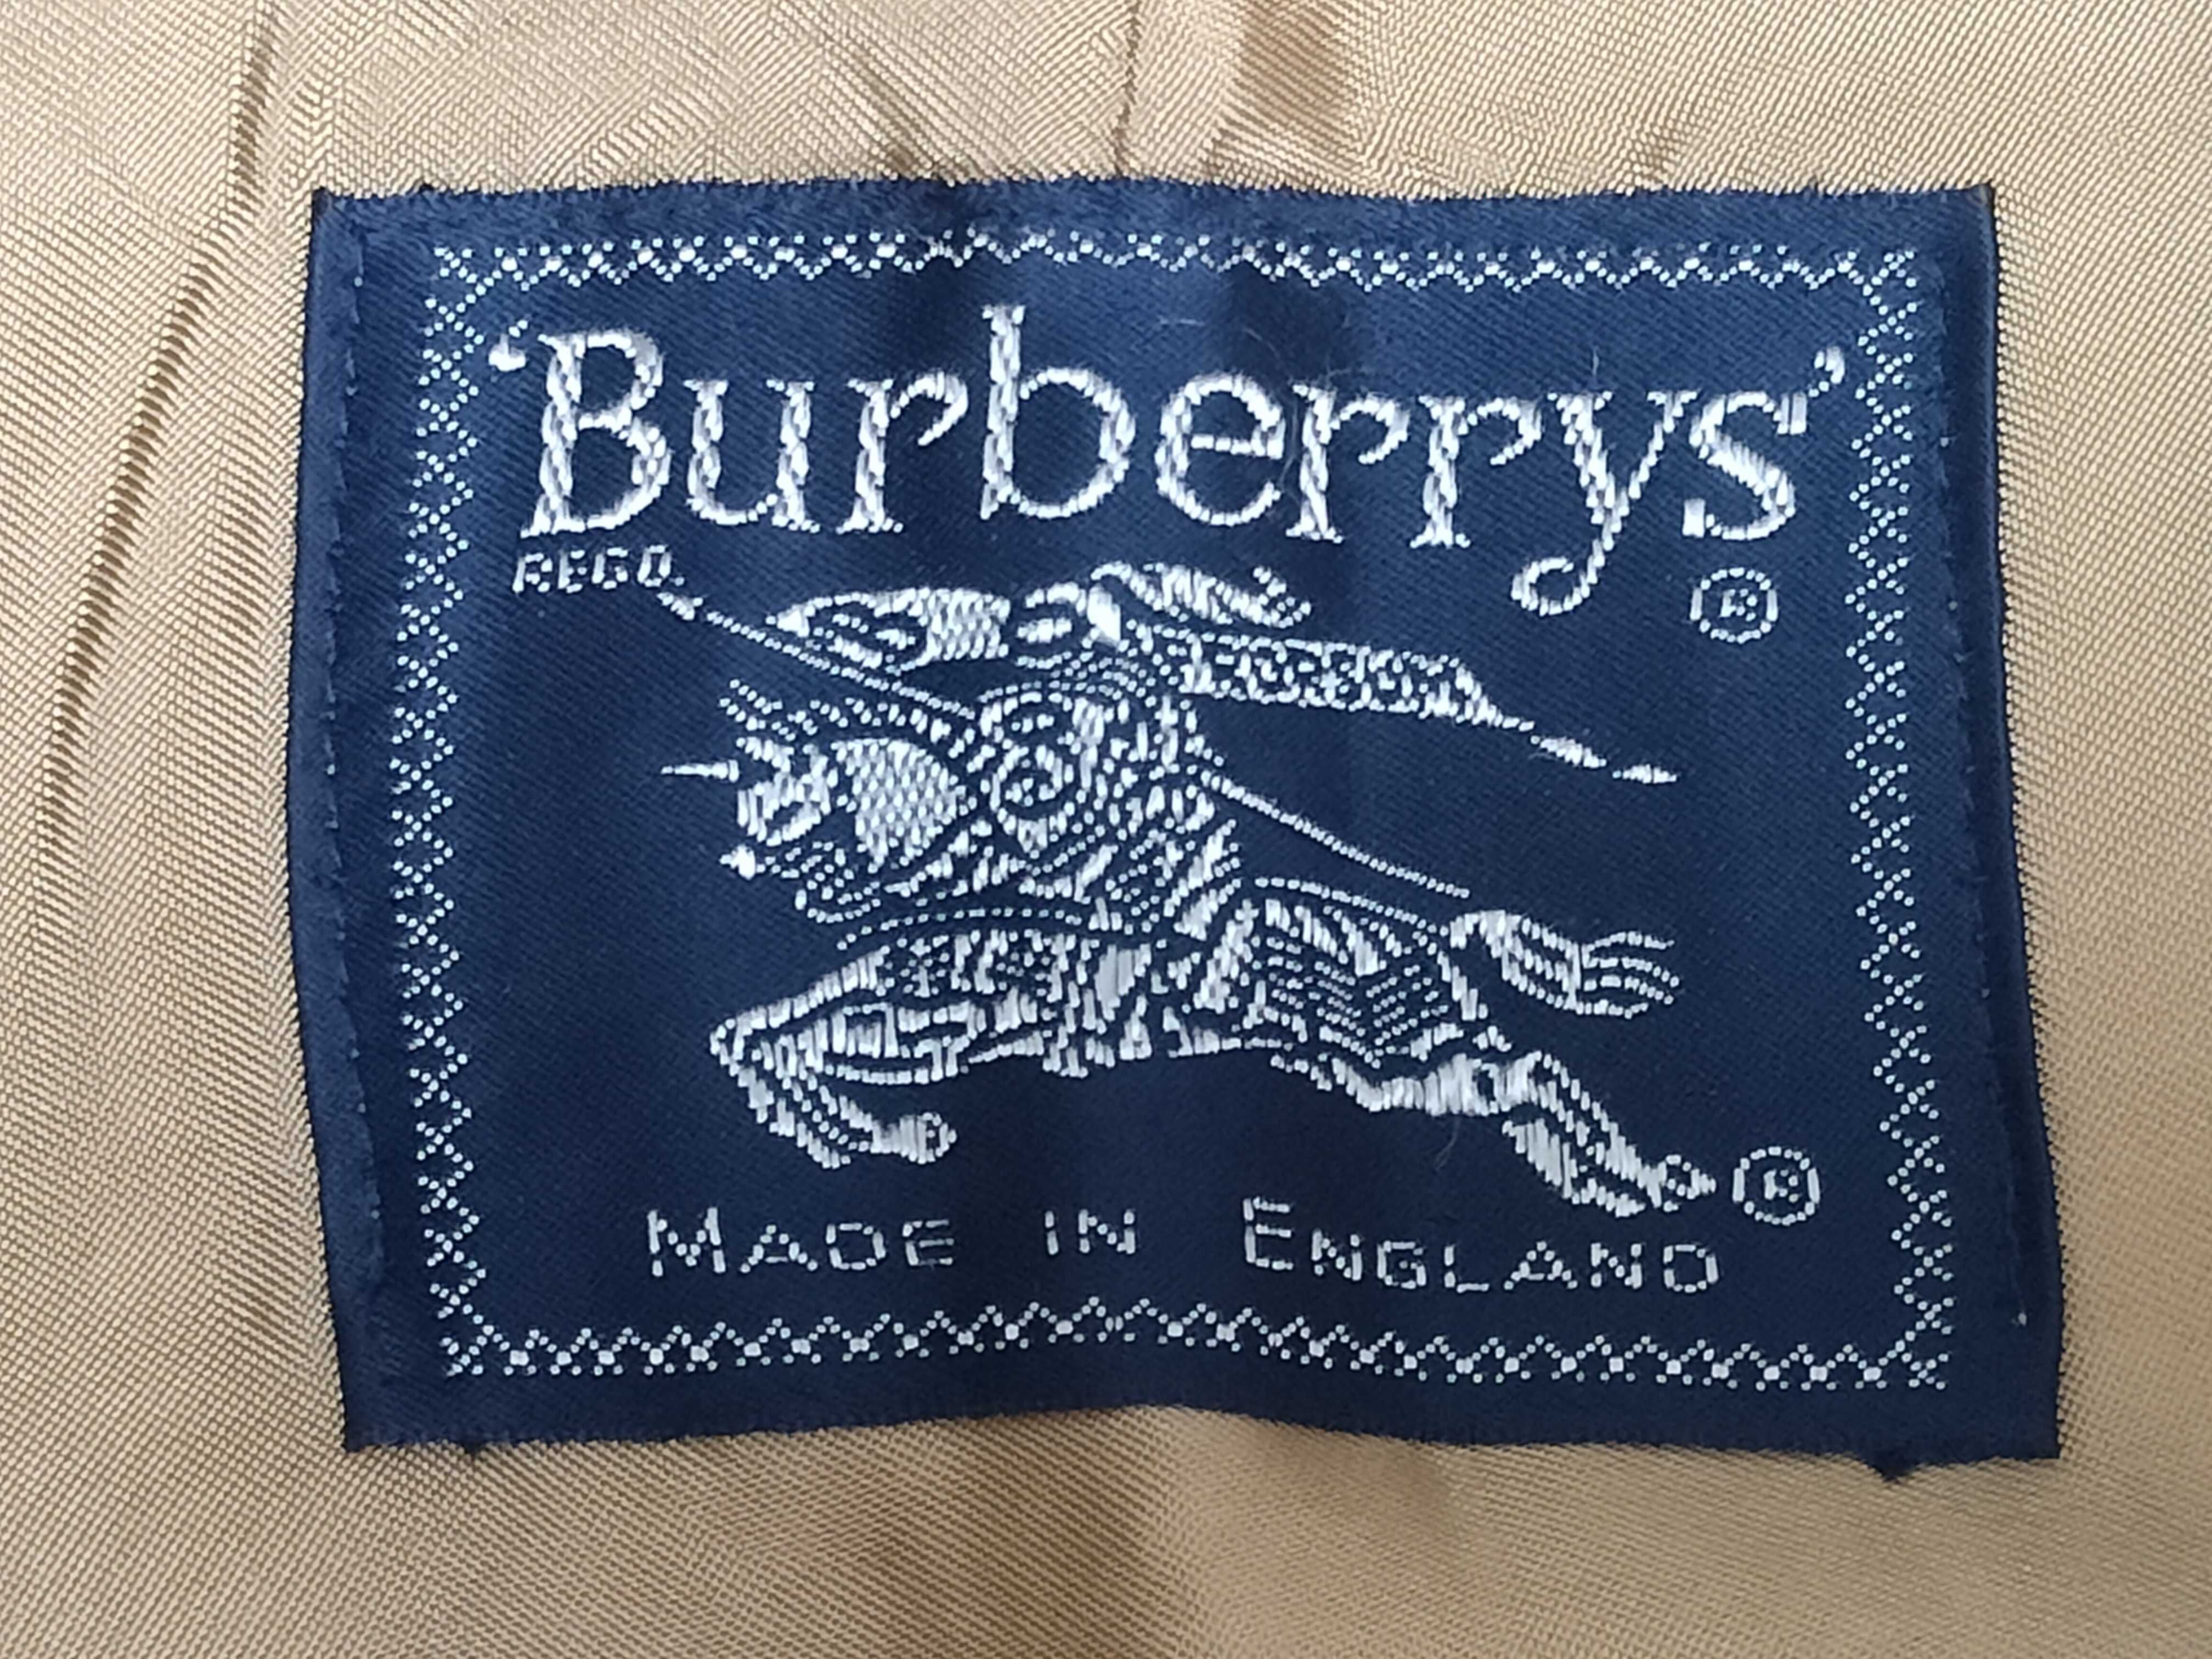 'Burberrys'
REGD. ®
®
MADE IN ENGLAND